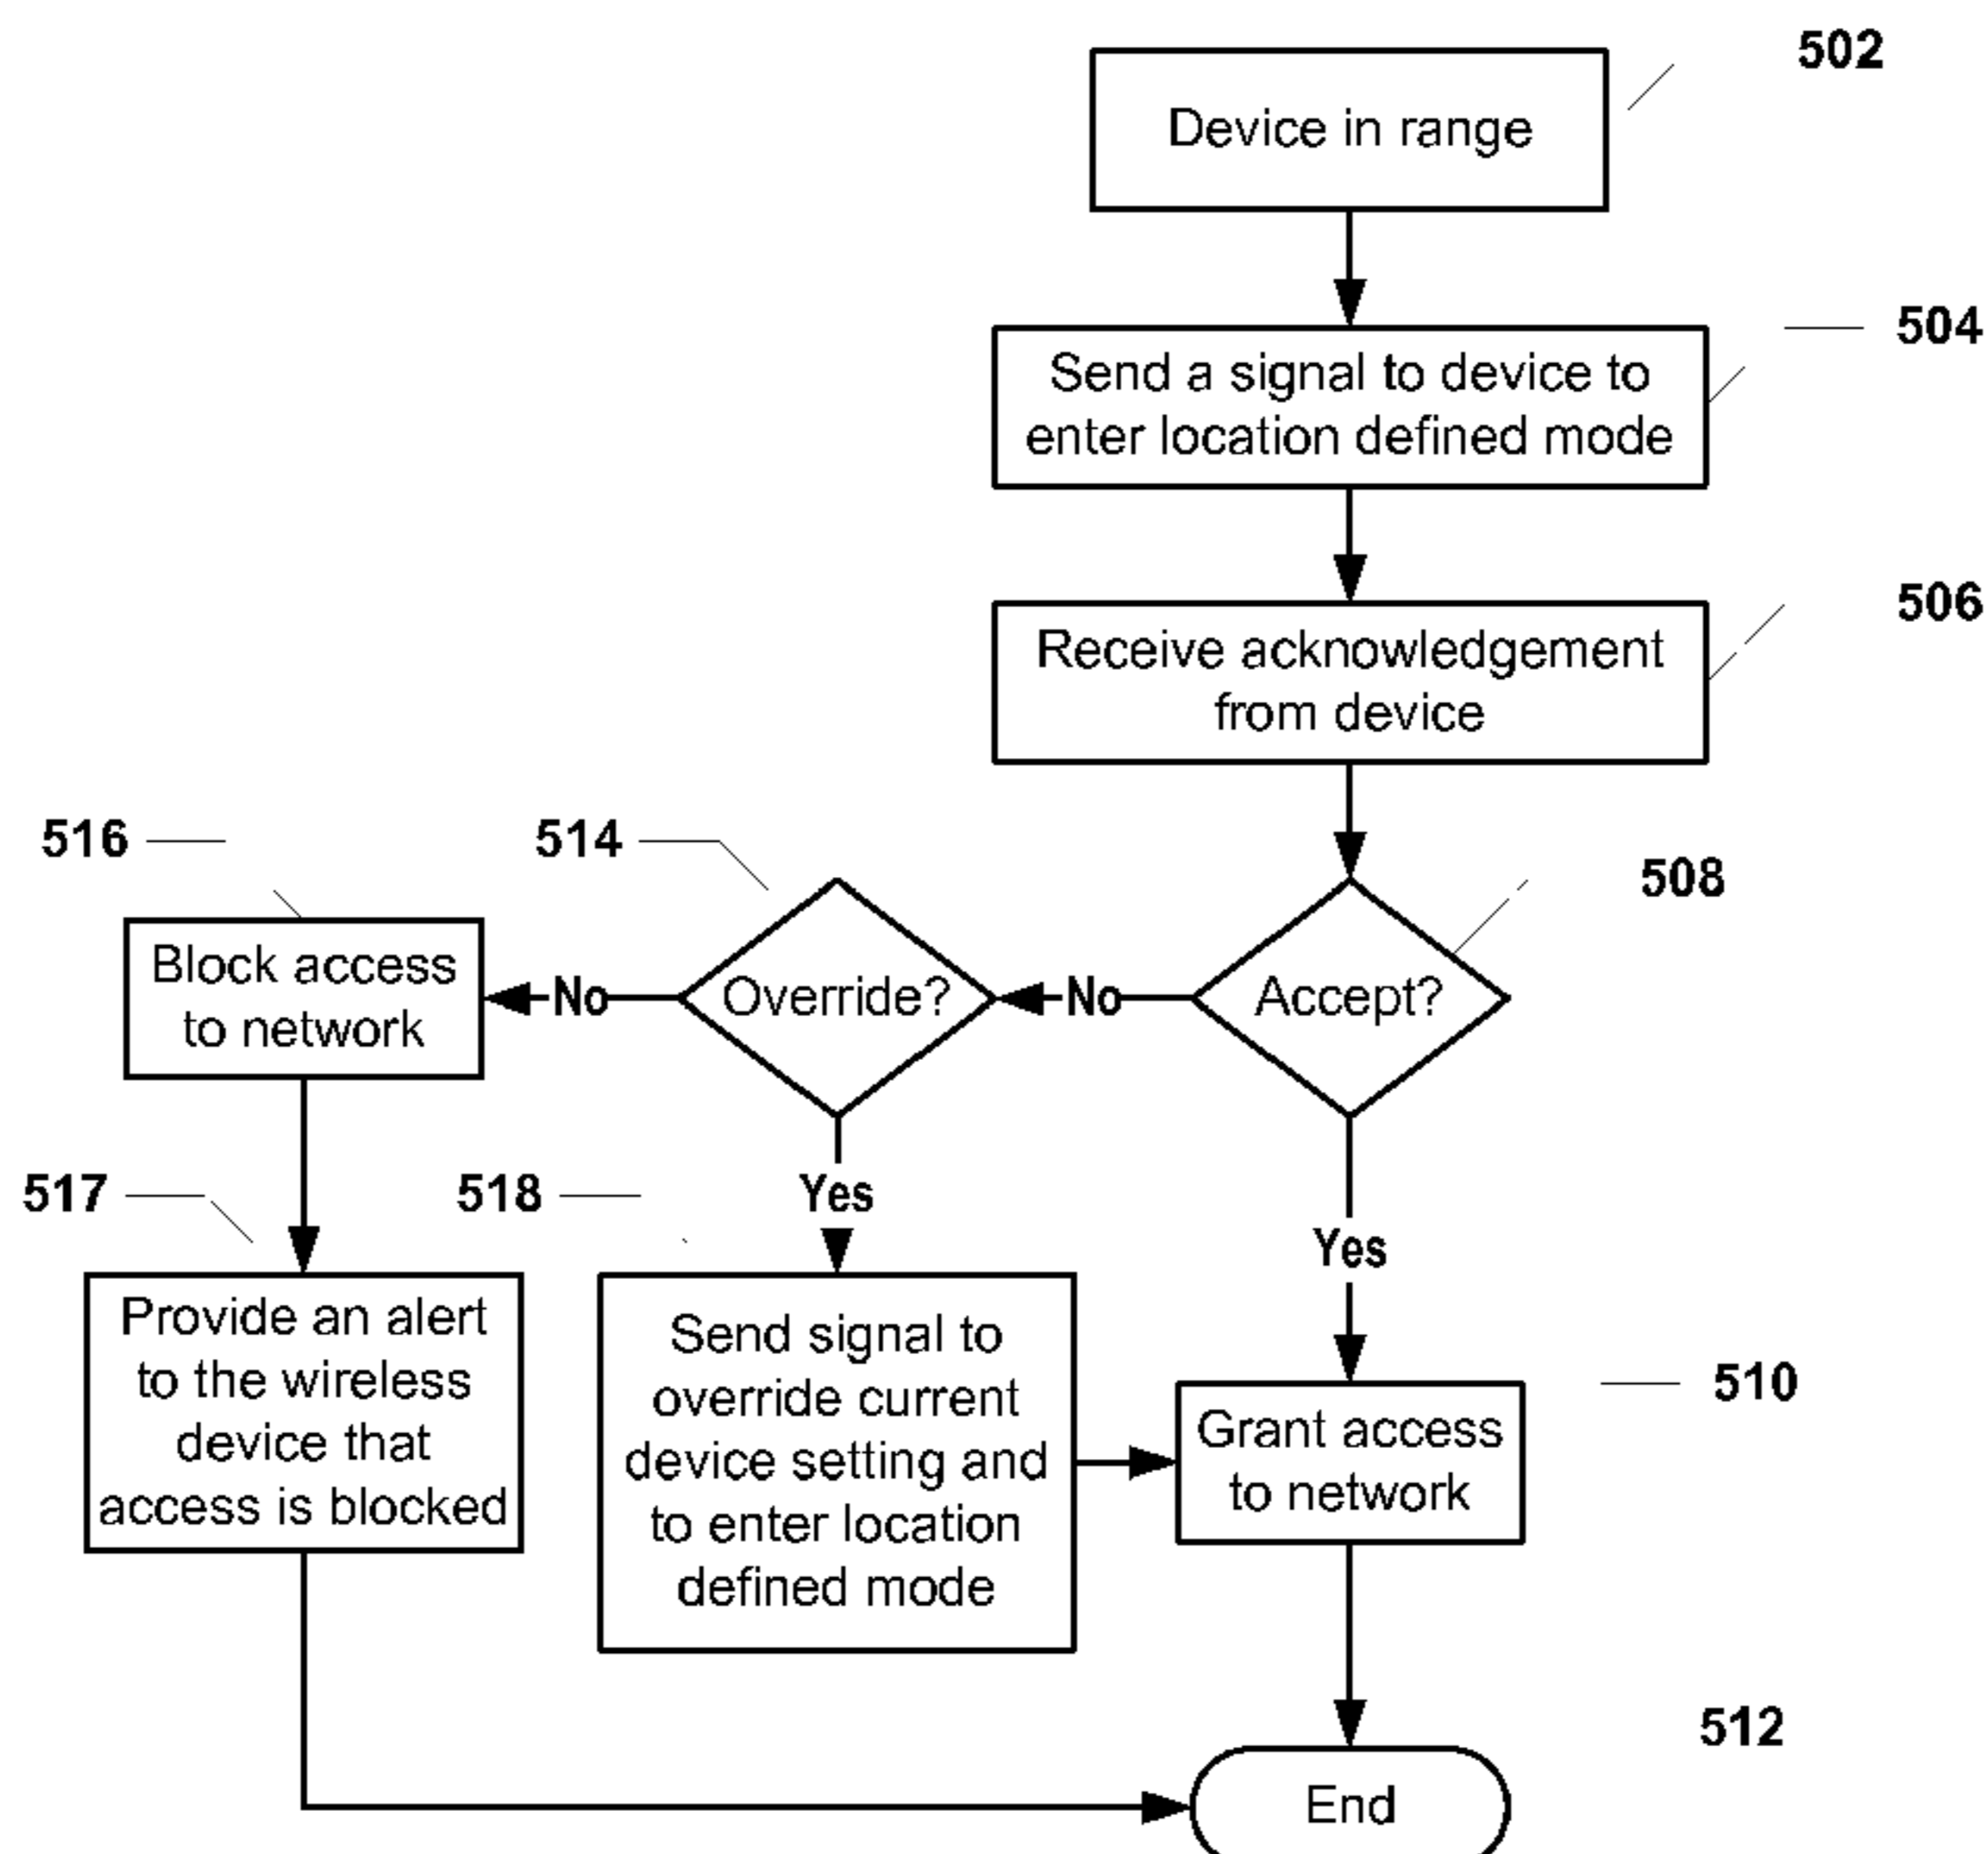 502
Device in range
504
Send a signal to device to
enter location defined mode
506
Receive acknowledgement
from device
516
514
508
Block access
to network
No
Override?
No
Accept?
517
518
Yes
Yes
Provide an alert
to the wireless
device that
access is blocked
Send signal to
override current
device setting and
to enter location
defined mode
510
Grant access
to network
512
End